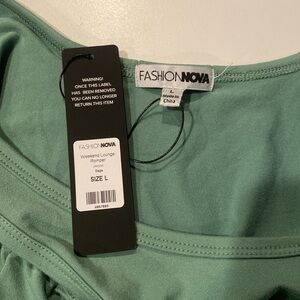 WARNING!
ONCE THIS LABEL
HAS BEEN REMOVED
YOU CAN NO LONGER
RETURN THIS ITEM
FASHIONNOVA
Weekend Lounge
Romper
Sage
SIZE L
FASHIONNOVA
L
MADE IN
China